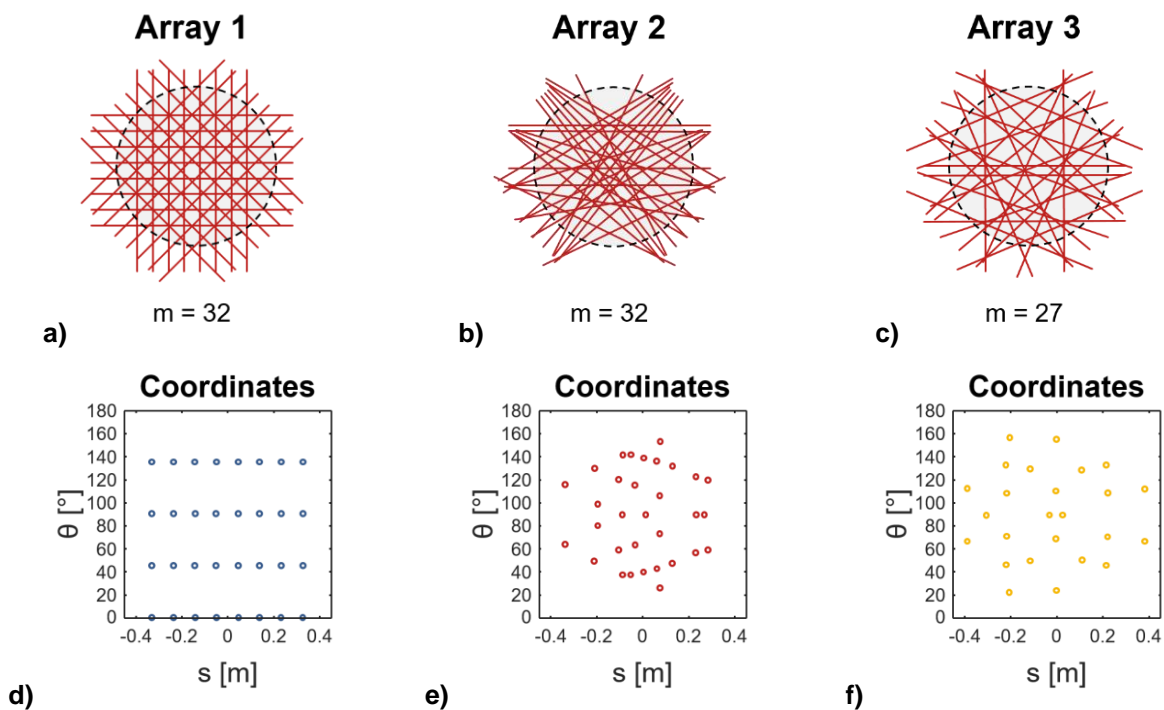 Array 1
Array 2
Array 3
m = 32
m = 32
m = 27
a)
b)
c)
Coordinates
Coordinates
Coordinates
180
160
140
120
100
80
60
40
20
0
θ [°]
-0.4 -0.2 0 0.2 0.4
s [m]
d)
180
160
140
120
100
80
60
40
20
0
θ [°]
-0.4 -0.2 0 0.2 0.4
s [m]
e)
180
160
140
120
100
80
60
40
20
0
θ [°]
-0.4 -0.2 0 0.2 0.4
s [m]
f)